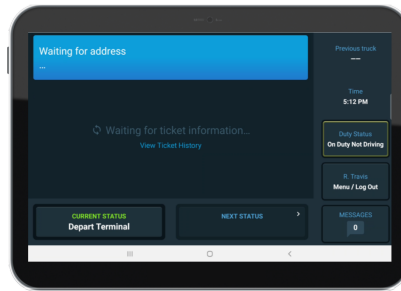 Waiting for address
...
Waiting for ticket information...
View Ticket History
CURRENT STATUS
Depart Terminal
NEXT STATUS
Previous truck
––
Time
5:12 PM
Duty Status
On Duty Not Driving
R. Travis
Menu / Log Out
MESSAGES
0